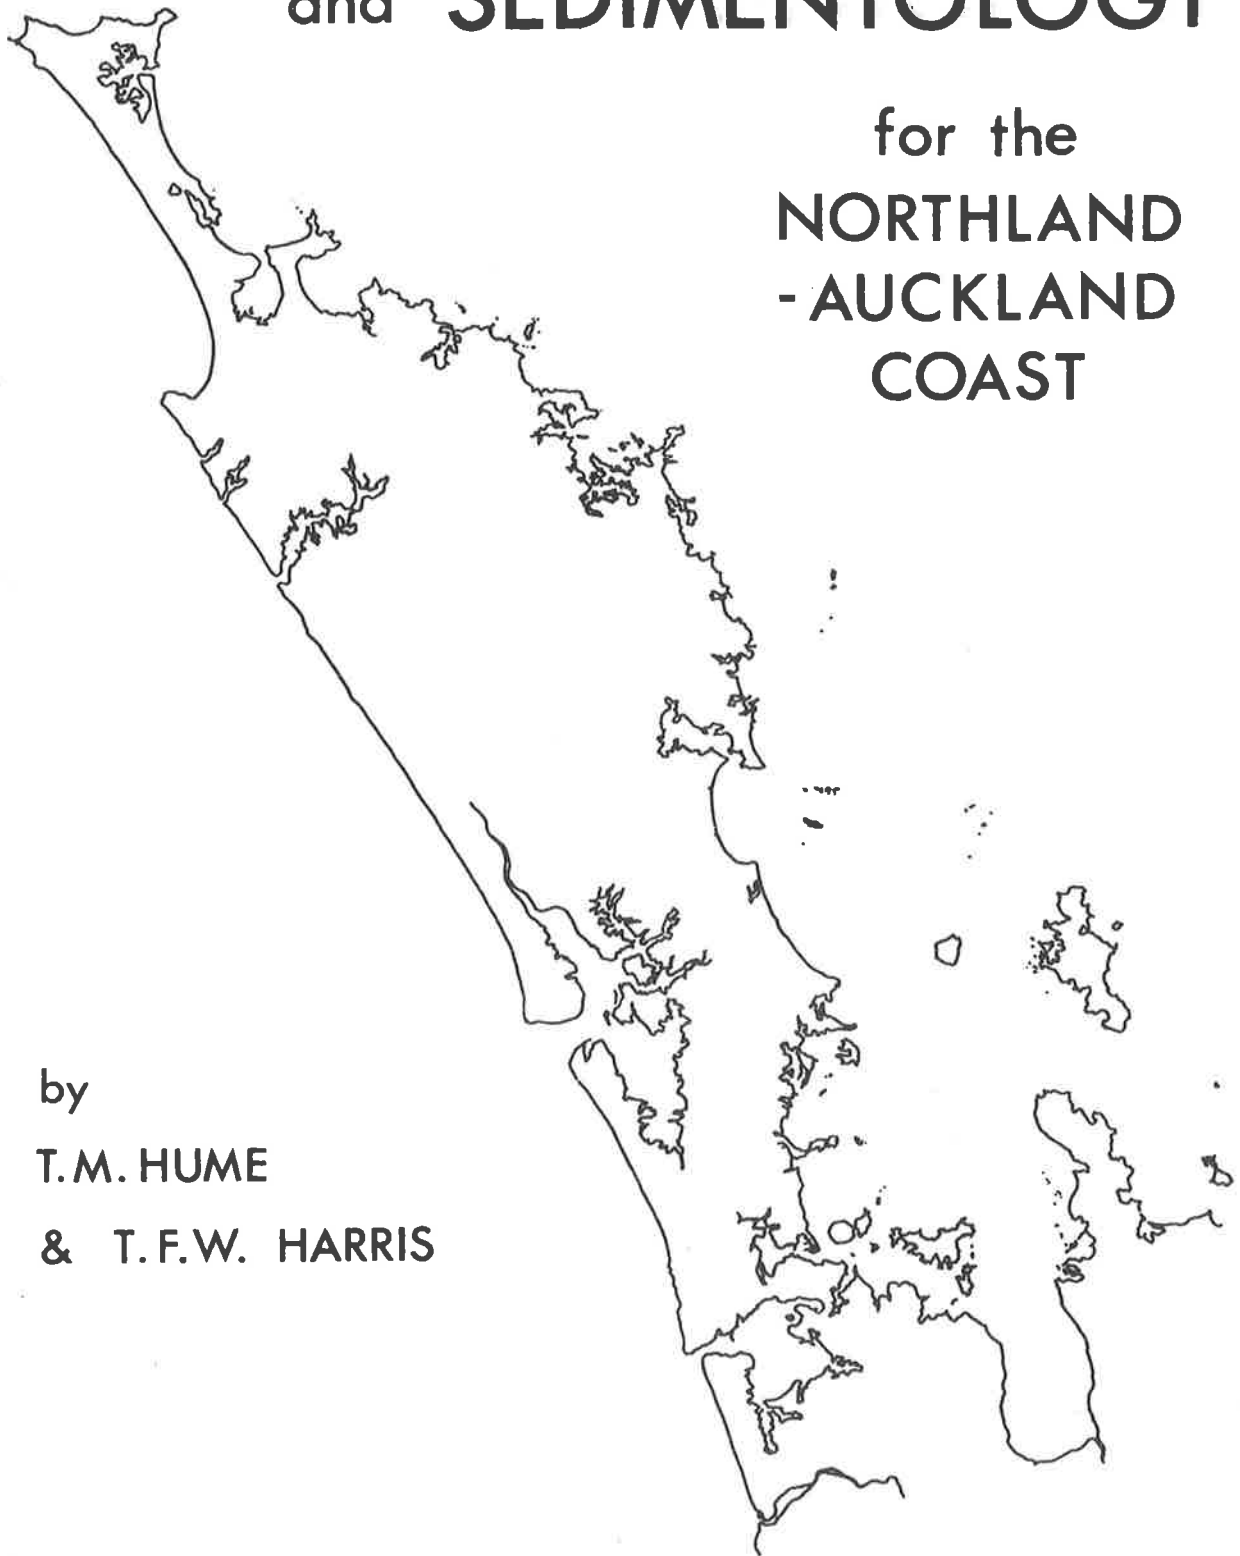 and SEDIMENTOLOGY
for the
NORTHLAND
-AUCKLAND
COAST
by
T.M. HUME
& T.F.W. HARRIS